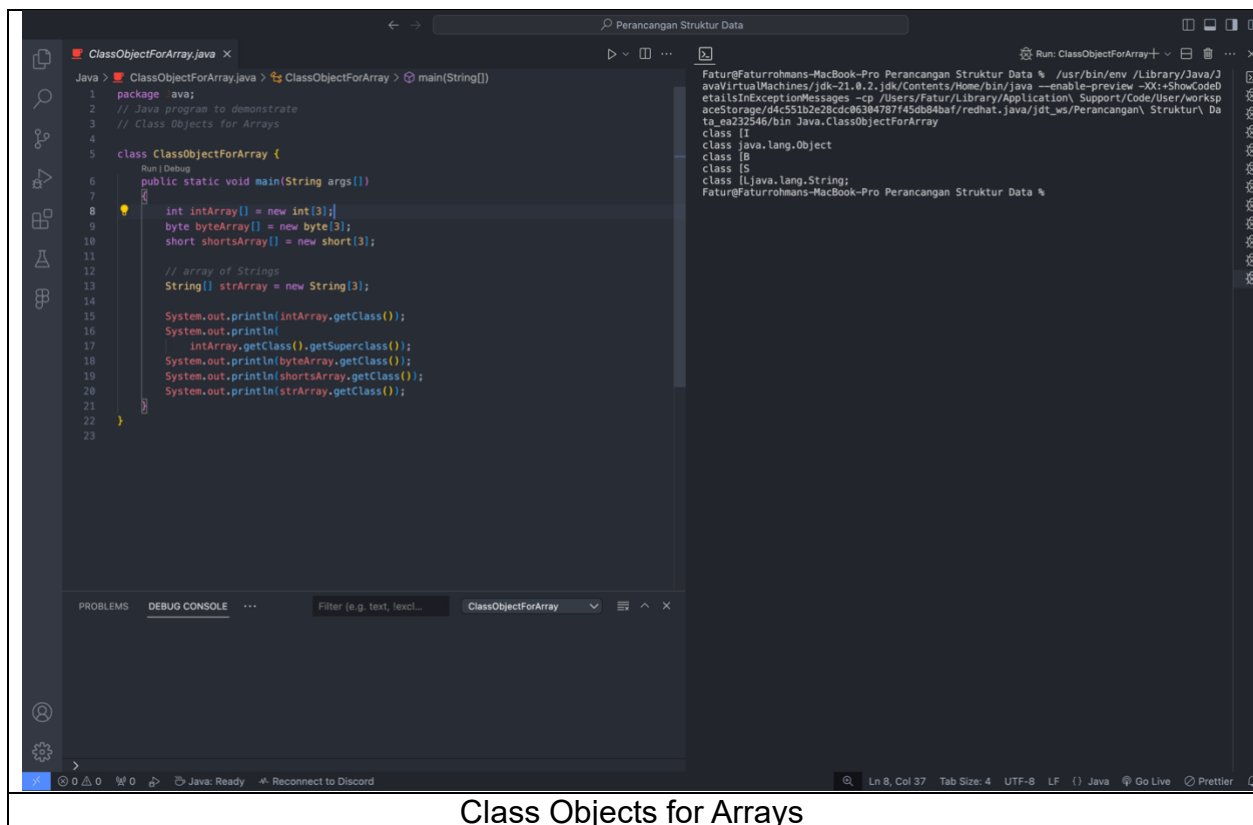 Perancangan Struktur Data
ClassObjectForArray.java
Java > ClassObjectForArray.java > ClassObjectForArray > main(String[])
1 package ava;
2 // Java program to demonstrate
3 // Class Objects for Arrays
4
5 class ClassObjectForArray {
Run | Debug
6 public static void main(String args[])
7 {
8 int intArray[] = new int[3];
9 byte byteArray[] = new byte[3];
10 short shortsArray[] = new short[3];
11
12 // array of Strings
13 String[] strArray = new String[3];
14
15 System.out.println(intArray.getClass());
16 System.out.println(
17 intArray.getClass().getSuperclass());
18 System.out.println(byteArray.getClass());
19 System.out.println(shortsArray.getClass());
20 System.out.println(strArray.getClass());
21 }
22 }
23
Run: ClassObjectForArray
Fatur@Faturrohmans-MacBook-Pro Perancangan Struktur Data % /usr/bin/env /Library/Java/J
avaVirtualMachines/jdk-21.0.2.jdk/Contents/Home/bin/java --enable-preview -XX:+ShowCodeD
etailsInExceptionMessages -cp /Users/Fatur/Library/Application\ Support/Code/User/worksp
aceStorage/d4c551b2e28cdc06304787f45db84baf/redhat.java/jdt_ws/Perancangan\ Struktur\ Da
ta_ea232546/bin Java.ClassObjectForArray
class [I
class java.lang.Object
class [B
class [S
class [Ljava.lang.String;
Fatur@Faturrohmans-MacBook-Pro Perancangan Struktur Data %
PROBLEMS DEBUG CONSOLE ... Filter (e.g. text, !excl... ClassObjectForArray
>
0 0 0 Java: Ready Reconnect to Discord Ln 8, Col 37 Tab Size: 4 UTF-8 LF {} Java Go Live Prettier
Class Objects for Arrays